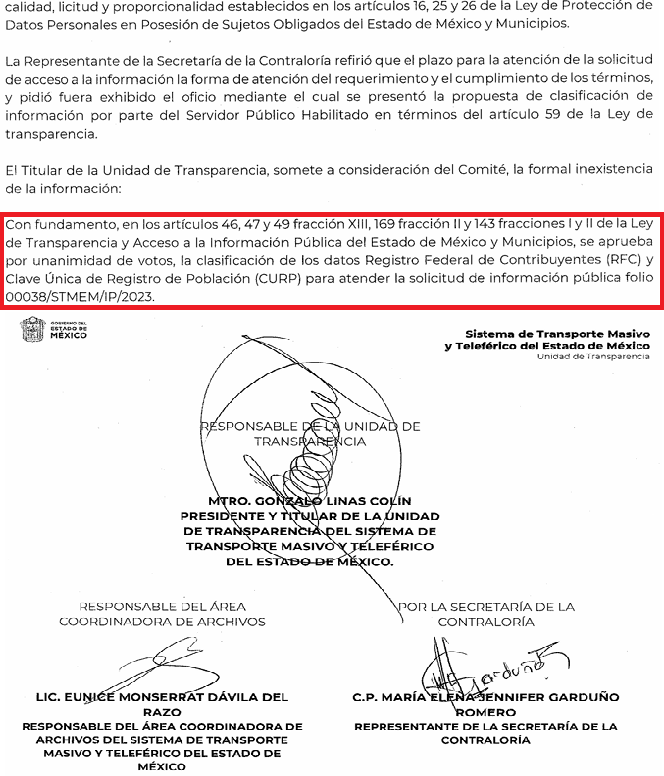 calidad, licitud y proporcionalidad establecidos en los artículos 16, 25 y 26 de la Ley de Protección de
Datos Personales en Posesión de Sujetos Obligados del Estado de México y Municipios.
La Representante de la Secretaría de la Contraloría refirió que el plazo para la atención de la solicitud
de acceso a la información la forma de atención del requerimiento y el cumplimiento de los términos,
y pidió fuera exhibido el oficio mediante el cual se presentó la propuesta de clasificación de
información por parte del Servidor Público Habilitado en términos del artículo 59 de la Ley de
transparencia.
El Titular de la Unidad de Transparencia, somete a consideración del Comité, la formal inexistencia
de la información:
Con fundamento, en los artículos 46, 47 y 49 fracción XIII, 169 fracción II y 143 fracciones I y II de la Ley
de Transparencia y Acceso a la Información Pública del Estado de México y Municipios, se aprueba
por unanimidad de votos, la clasificación de los datos Registro Federal de Contribuyentes (RFC) y
Clave Única de Registro de Población (CURP) para atender la solicitud de información pública folio
00038/STMEM/IP/2023.
GOBIERNO DEL
ESTADO DE
MÉXICO
Sistema de Transporte Masivo
y Teleférico del Estado de México
Unidad de Transparencia
RESPONSABLE DE LA UNIDAD DE
TRANSPARENCIA
MTRO. GONZALO LINAS COLÍN
PRESIDENTE Y TITULAR DE LA UNIDAD
DE TRANSPARENCIA DEL SISTEMA DE
TRANSPORTE MASIVO Y TELEFÉRICO
DEL ESTADO DE MÉXICO.
RESPONSABLE DEL ÁREA
COORDINADORA DE ARCHIVOS
LIC. EUNICE MONSERRAT DÁVILA DEL
RAZO
RESPONSABLE DEL ÁREA COORDINADORA DE
ARCHIVOS DEL SISTEMA DE TRANSPORTE
MASIVO Y TELEFÉRICO DEL ESTADO DE
MÉXICO
POR LA SECRETARÍA DE LA
CONTRALORÍA
Garduño R
C.P. MARÍA ELENA JENNIFER GARDUÑO
ROMERO
REPRESENTANTE DE LA SECRETARÍA DE LA
CONTRALORÍA